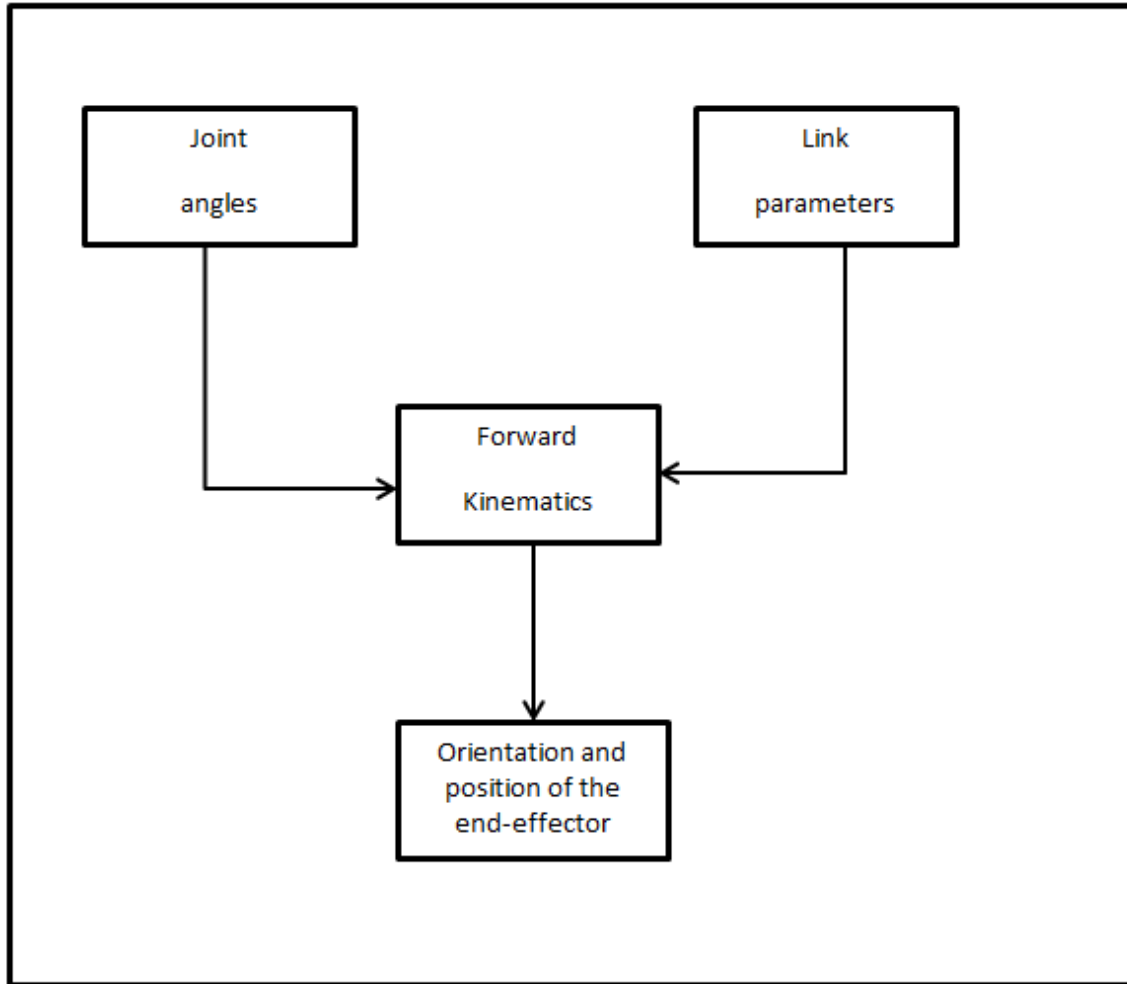 Joint
angles
Link
parameters
Forward
Kinematics
Orientation and
position of the
end-effector